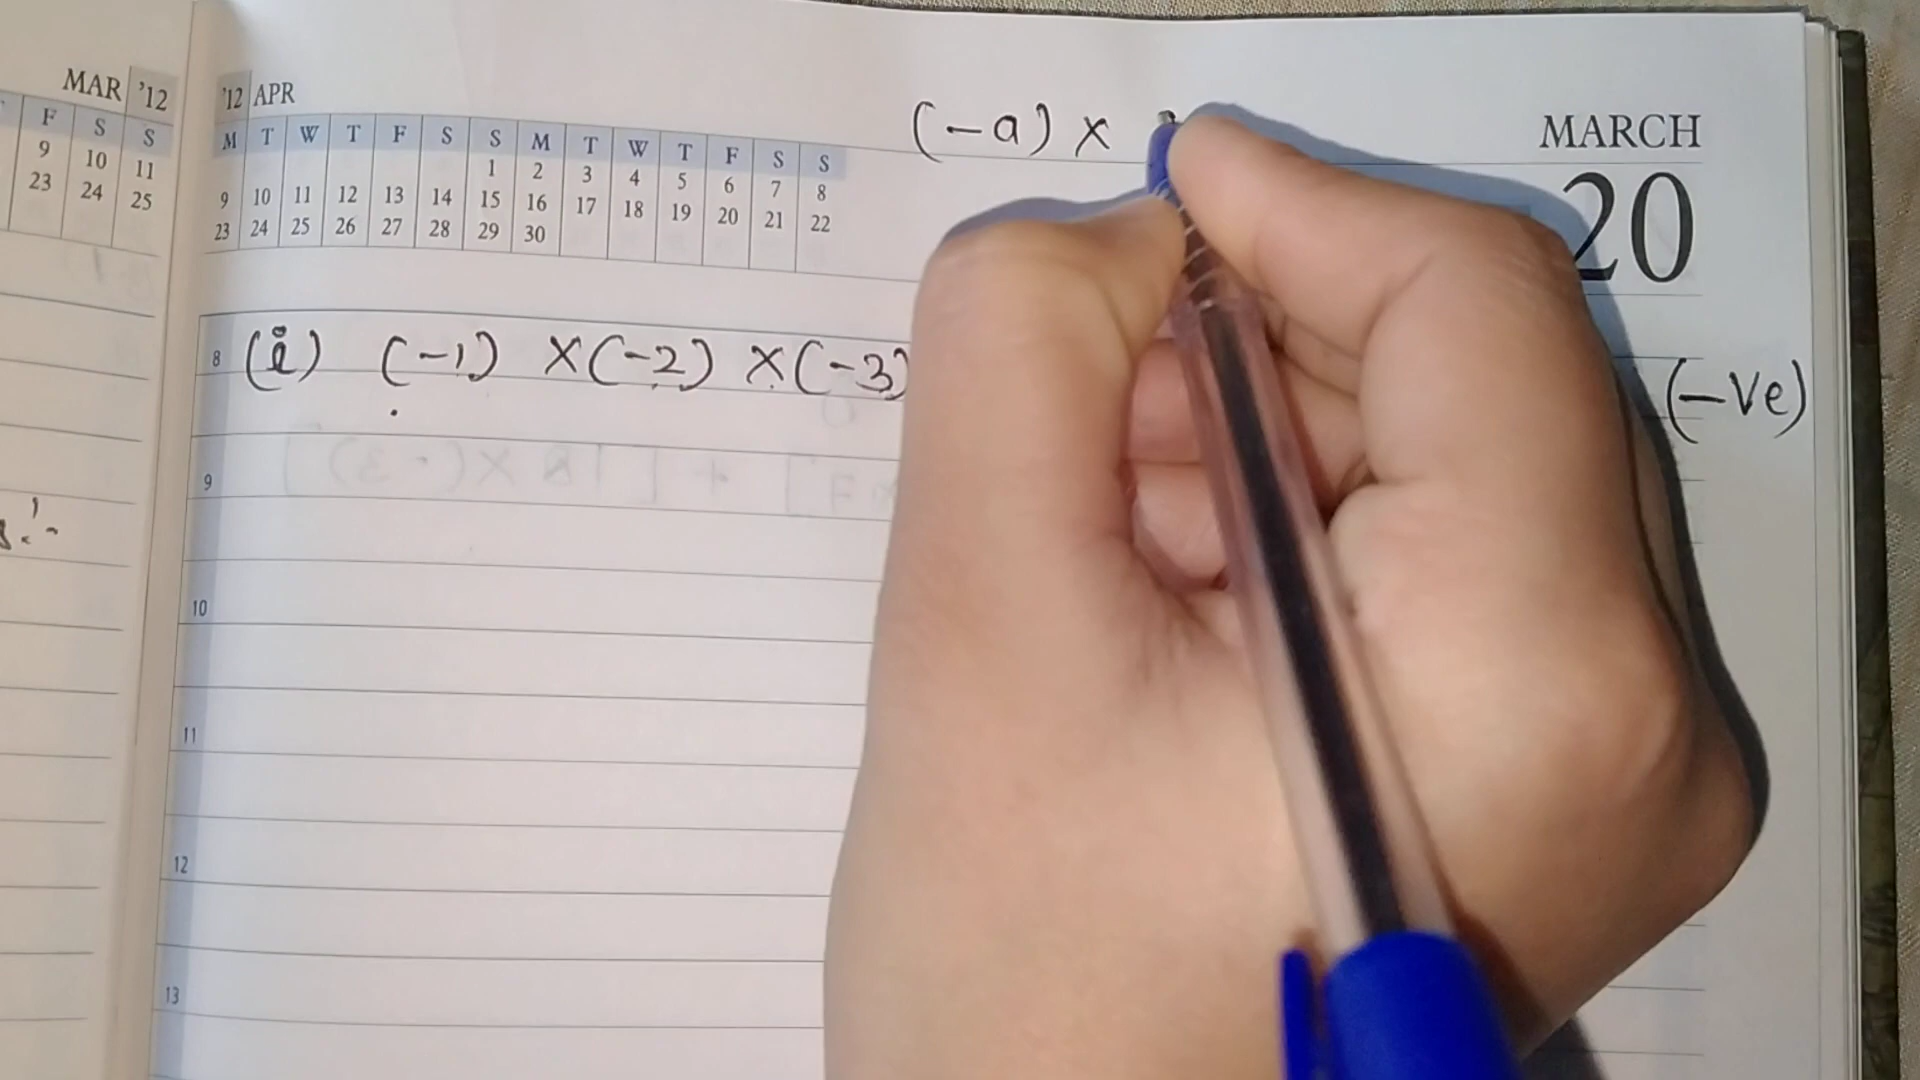 MAR '12
F S S
9 10 11
23 24 25
'12 APR
M T W T F S S M T W T F S S
1 2 3 4 5 6 7 8
9 10 11 12 13 14 15 16 17 18 19 20 21 22
23 24 25 26 27 28 29 30
(-a) ×
MARCH
20
8 (i) (-1) ×(-2) ×(-3)
(-ve)
9
10
11
12
13